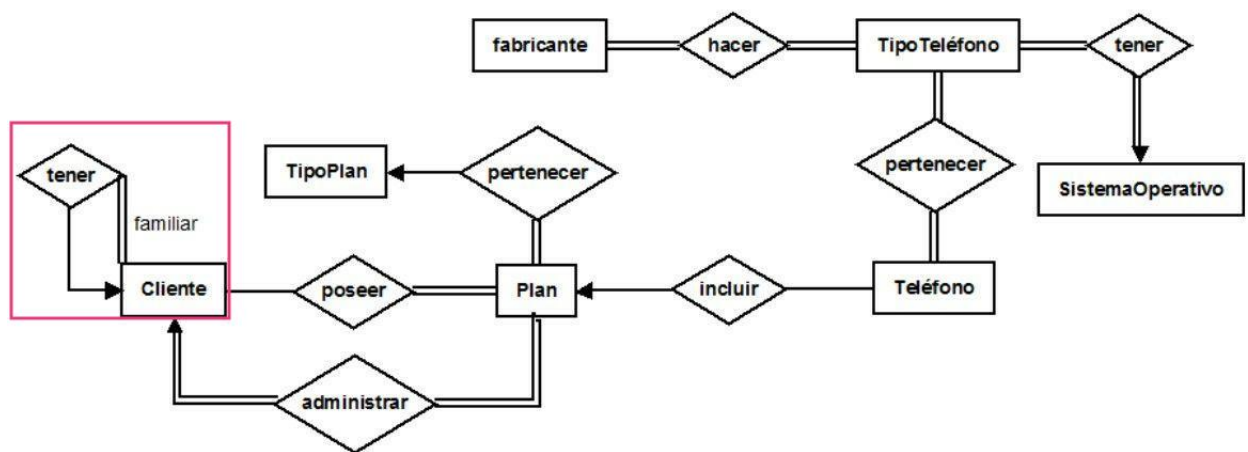 fabricante
hacer
TipoTeléfono
tener
tener
TipoPlan
pertenecer
pertenecer
SistemaOperativo
familiar
Cliente
poseer
Plan
incluir
Teléfono
administrar